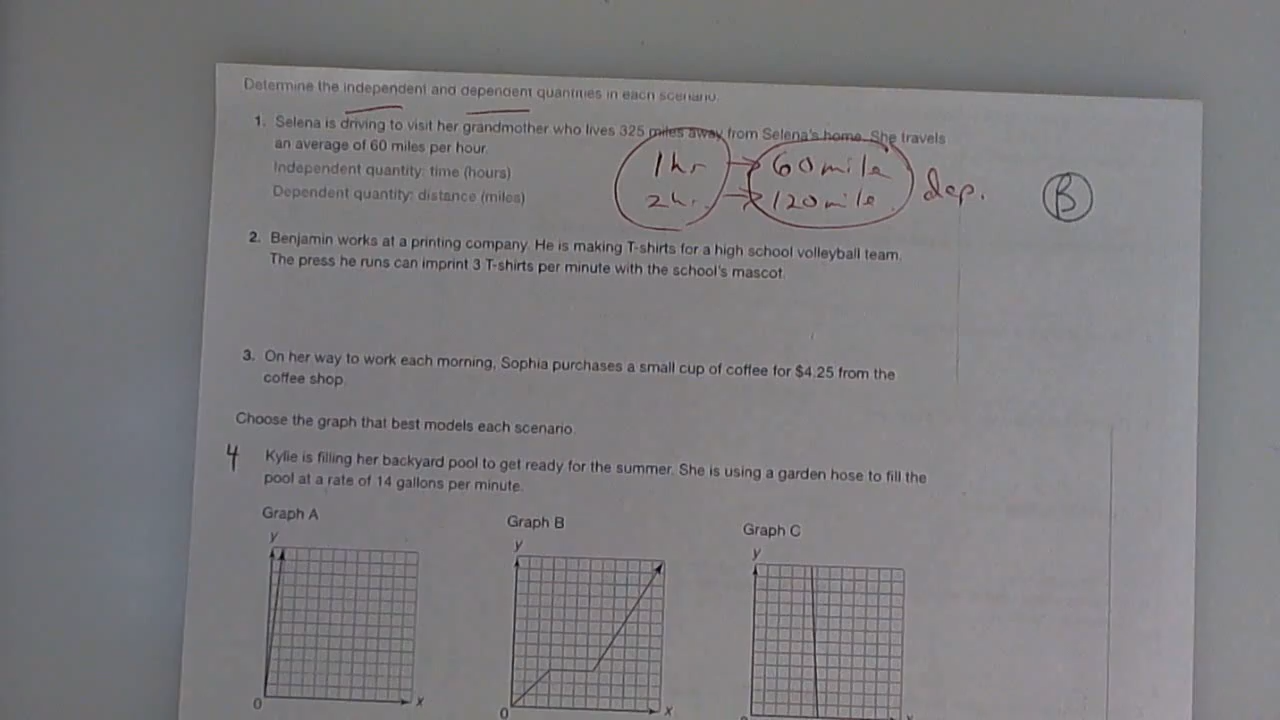 Determine the independent and dependent quantities in each scenario.
1. Selena is driving to visit her grandmother who lives 325 miles away from Selena's home. She travels
an average of 60 miles per hour.
1 hr → 60 mile
Independent quantity: time (hours)
2 hr. → 120 mile dep.
B
Dependent quantity: distance (miles)
2. Benjamin works at a printing company. He is making T-shirts for a high school volleyball team.
The press he runs can imprint 3 T-shirts per minute with the school's mascot.
3. On her way to work each morning, Sophia purchases a small cup of coffee for $4.25 from the
coffee shop.
Choose the graph that best models each scenario.
4 Kylie is filling her backyard pool to get ready for the summer. She is using a garden hose to fill the
pool at a rate of 14 gallons per minute.
Graph A
Graph B
Graph C
y
y
y
0
x
0
x